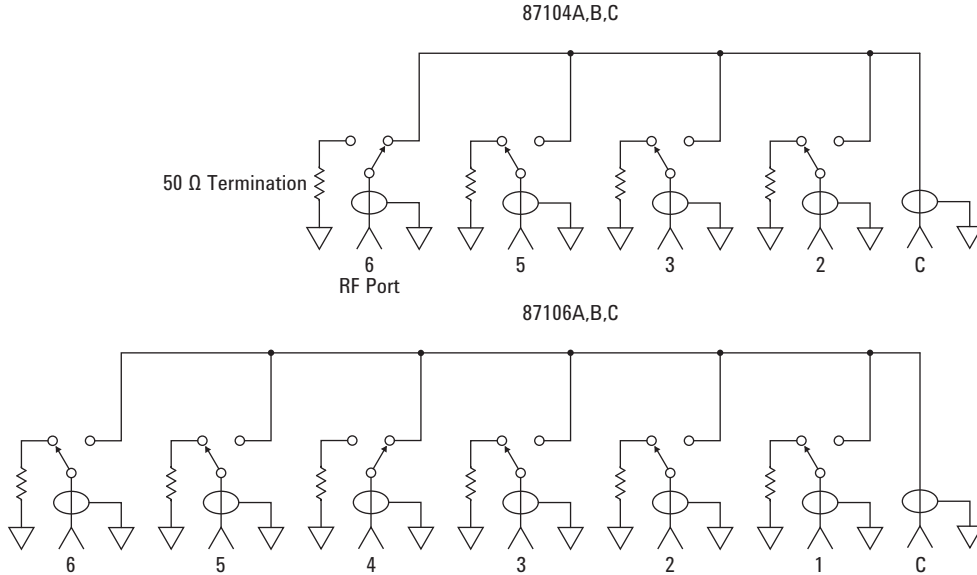 87104A,B,C
50 Ω Termination
6 5 3 2 C
RF Port
87106A,B,C
6 5 4 3 2 1 C